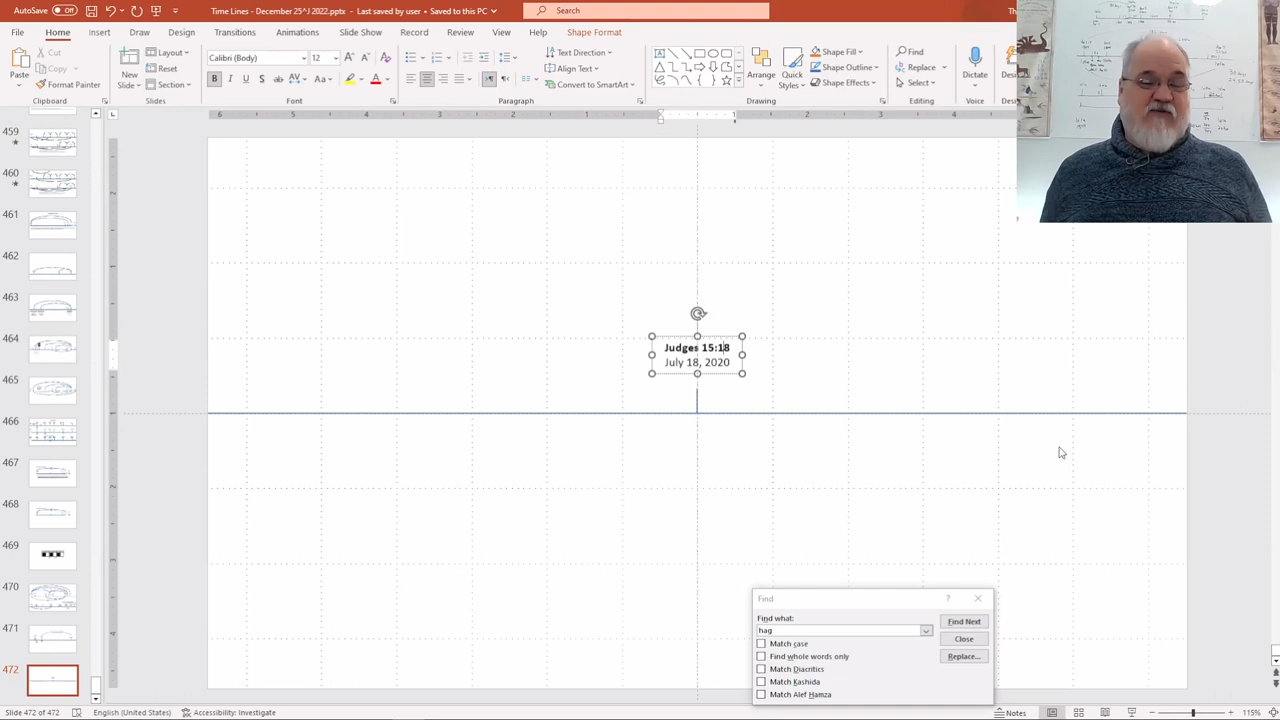 AutoSave Off
Time Lines - December 25^J 2022.pptx • Last saved by user • Saved to this PC
Search
File Home Insert Draw Design Transitions Animations Slide Show Record Review View Help Shape Format
Cut
Copy
Format Painter
Paste
Clipboard
New
Slide
Layout
Reset
Section
Slides
Calibri (Body) 12
Font
Text Direction
Align Text
Convert to SmartArt
Paragraph
Arrange
Quick
Styles
Shape Fill
Shape Outline
Shape Effects
Drawing
Find
Replace
Select
Editing
Dictate
Voice
459
460
461
462
463
464
465
466
467
468
469
470
471
472
Judges 15:18
July 18, 2020
Find
Find what:
hag
Match case
Find whole words only
Match Diacritics
Match Kashida
Match Alef Hamza
Find Next
Close
Replace...
Slide 472 of 472
English (United States)
Accessibility: Investigate
Notes
115%